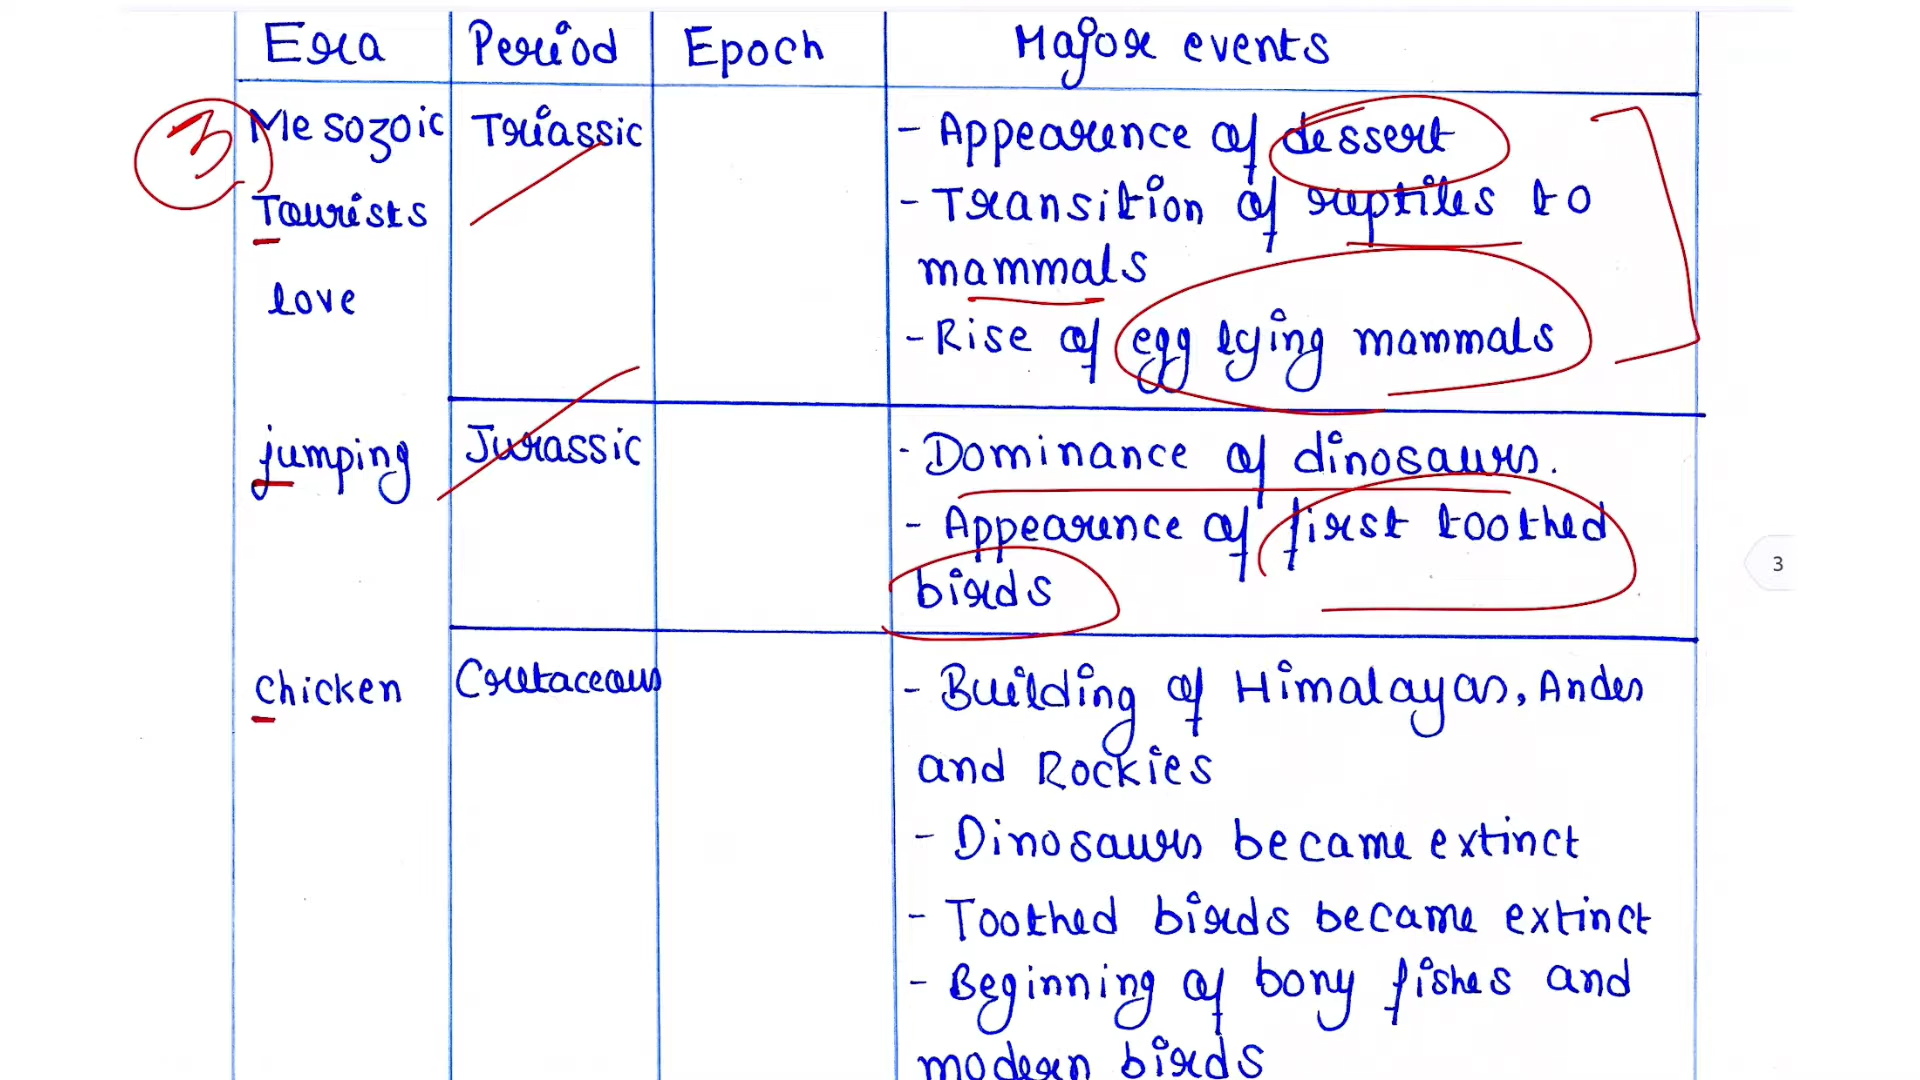 Era Period Epoch Major events
3
Mesozoic Triassic - Appearence of dessert
Tourists - Transition of reptiles to
love mammals
- Rise of egg lying mammals
jumping Jurassic - Dominance of dinosaurs.
- Appearence of first toothed
birds
3
chicken Cretaceous - Building of Himalayas, Andes
and Rockies
- Dinosaurs became extinct
- Toothed birds became extinct
- Beginning of bony fishes and
modern birds